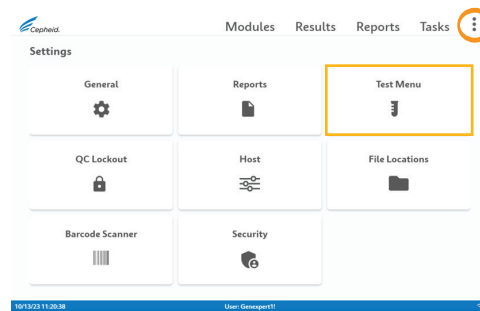 Cepheid.
Modules Results Reports Tasks
Settings
General Reports Test Menu
QC Lockout Host File Locations
Barcode Scanner Security
10/13/23 11:20:38 User: Genexpert1!